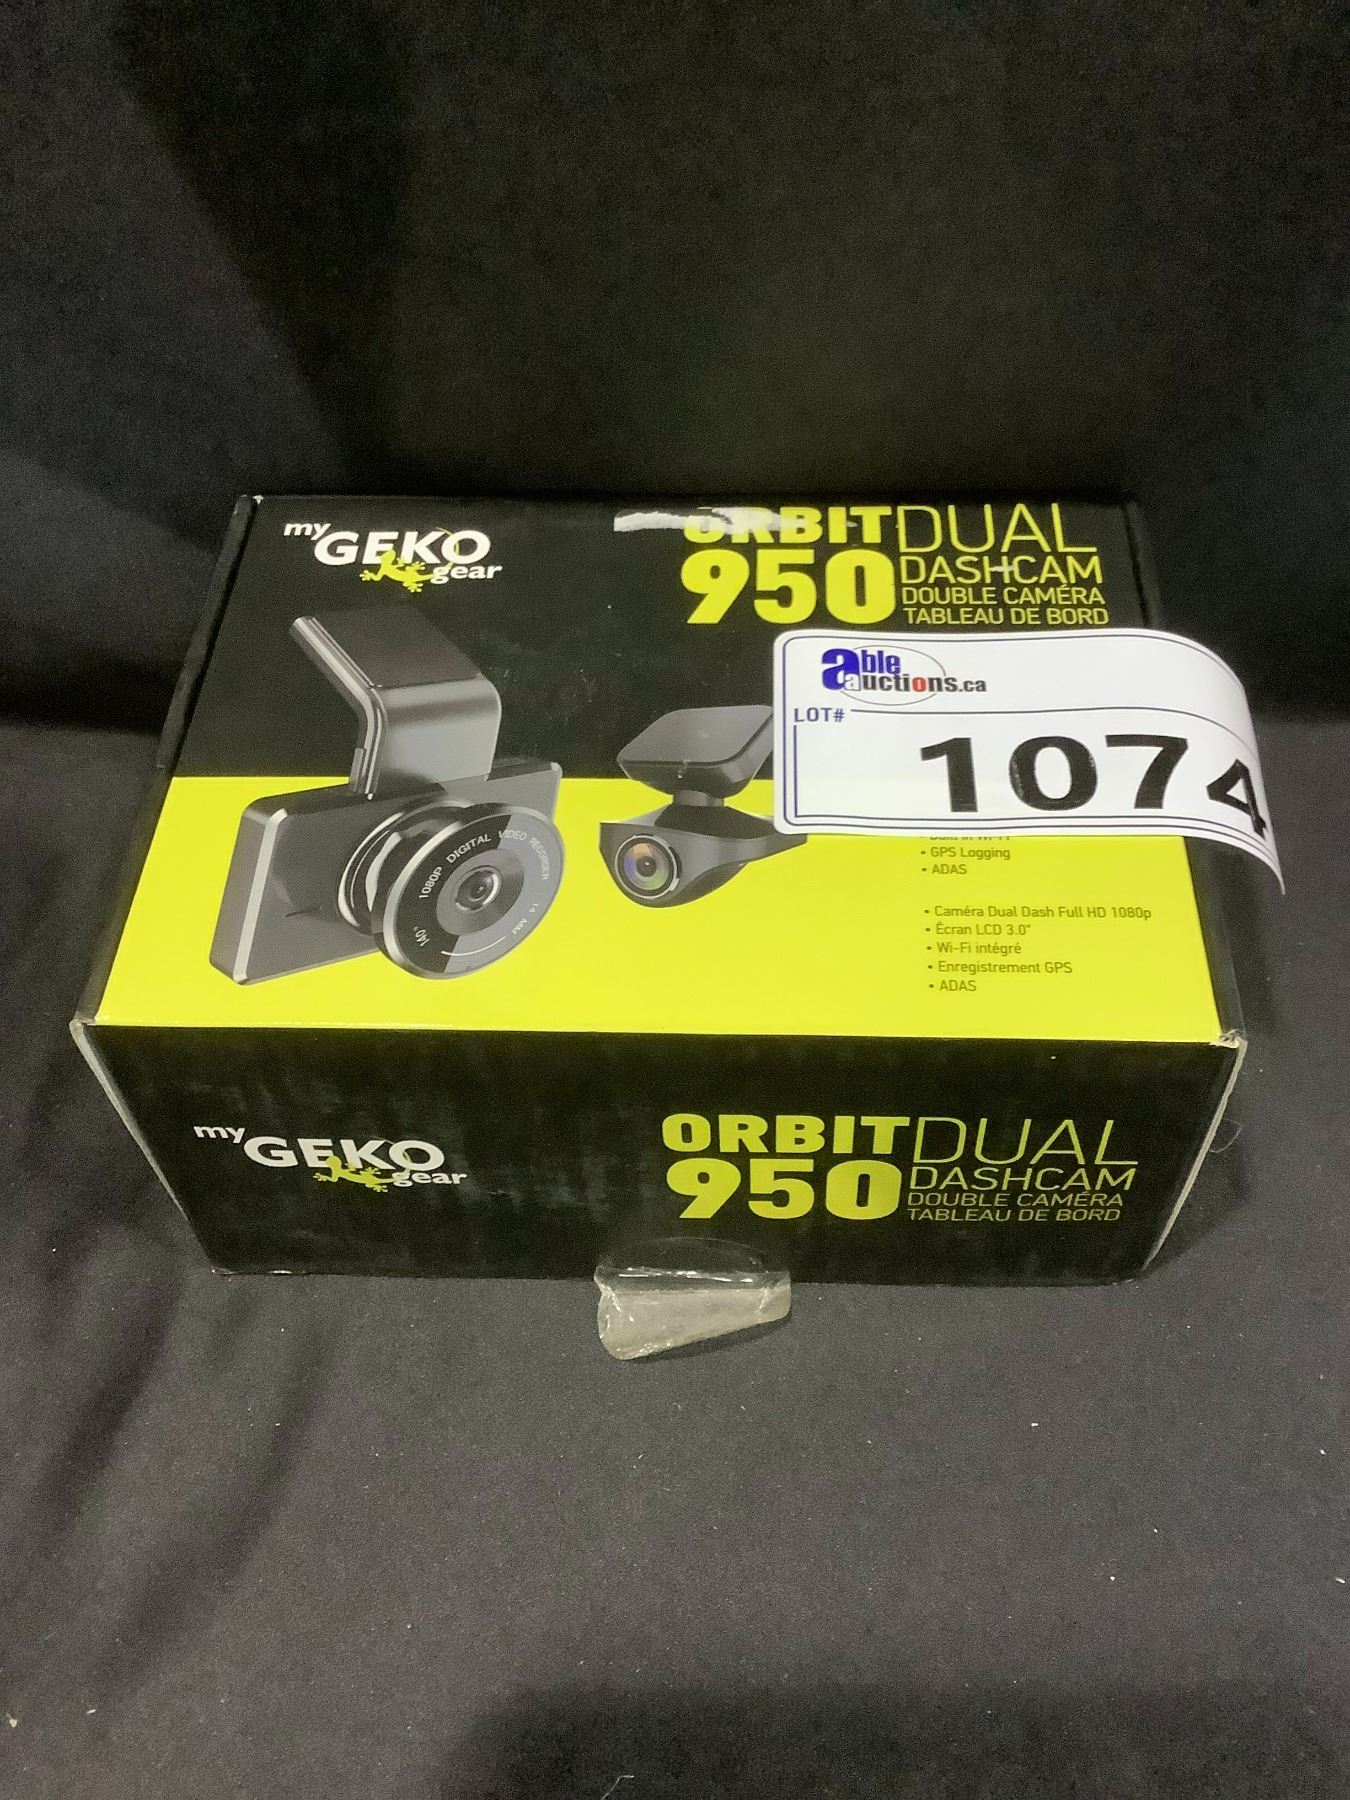 my
GEKO
gear
ORBIT DUAL
950 DASHCAM
DOUBLE CAMÉRA
TABLEAU DE BORD
able
auctions.ca
LOT#
1074
1080P DIGITAL VIDEO RECORDER
140°
• GPS Logging
• ADAS
• Caméra Dual Dash Full HD 1080p
• Écran LCD 3.0"
• Wi-Fi intégré
• Enregistrement GPS
• ADAS
my
GEKO
gear
ORBIT DUAL
950 DASHCAM
DOUBLE CAMÉRA
TABLEAU DE BORD